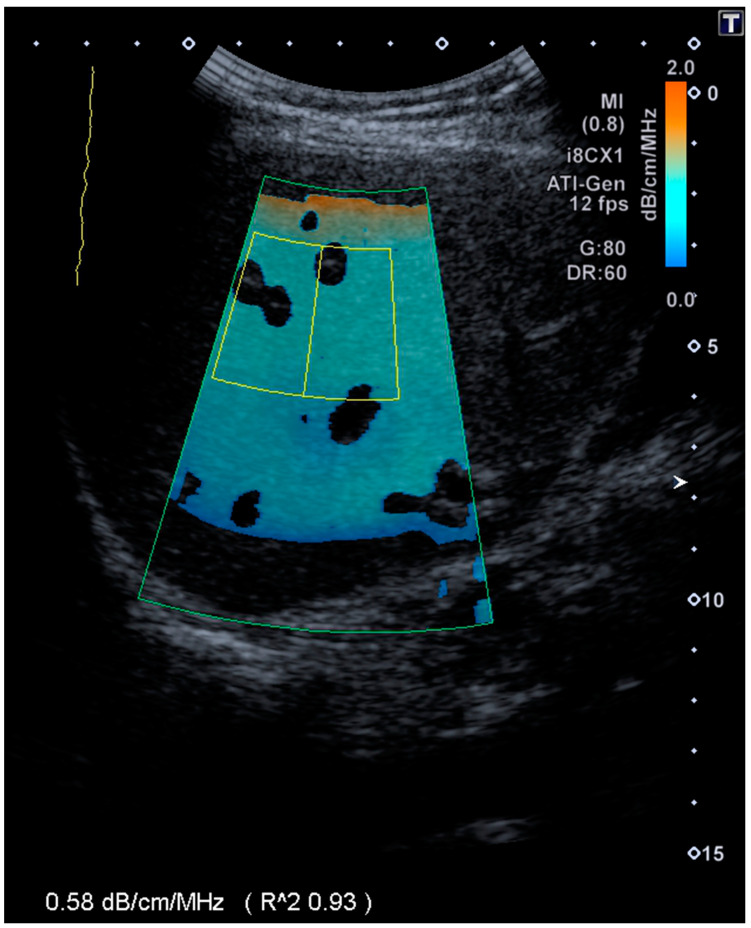 T
2.0
0
MI
(0.8)
dB/cm/MHz
i8CX1
ATI-Gen
12 fps
G:80
DR:60
0.0
5
10
15
0.58 dB/cm/MHz ( R^2 0.93 )